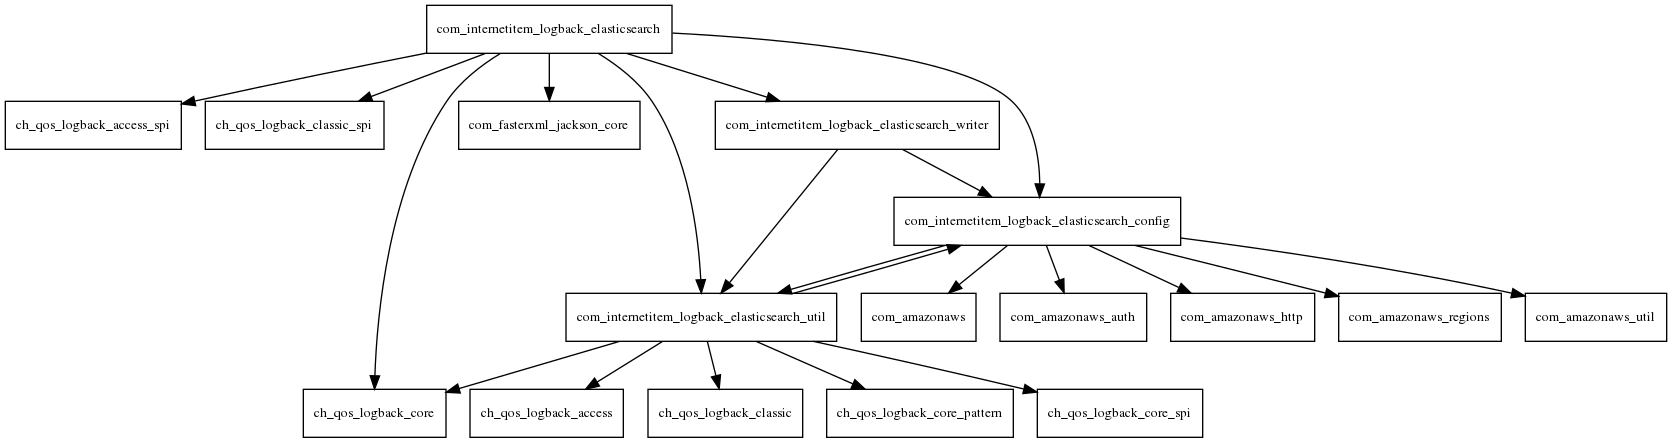 com_internetitem_logback_elasticsearch
ch_qos_logback_access_spi
ch_qos_logback_classic_spi
com_fasterxml_jackson_core
com_internetitem_logback_elasticsearch_writer
com_internetitem_logback_elasticsearch_config
com_internetitem_logback_elasticsearch_util
com_amazonaws
com_amazonaws_auth
com_amazonaws_http
com_amazonaws_regions
com_amazonaws_util
ch_qos_logback_core
ch_qos_logback_access
ch_qos_logback_classic
ch_qos_logback_core_pattern
ch_qos_logback_core_spi